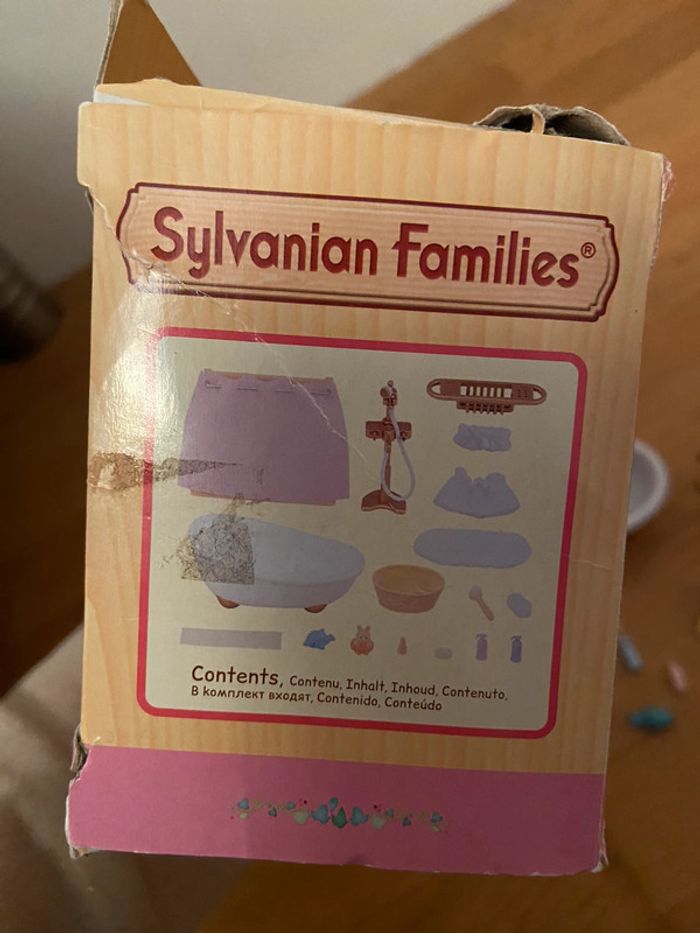 Sylvanian Families®
Contents, Contenu, Inhalt, Inhoud, Contenuto,
В комплект входят, Contenido, Conteúdo